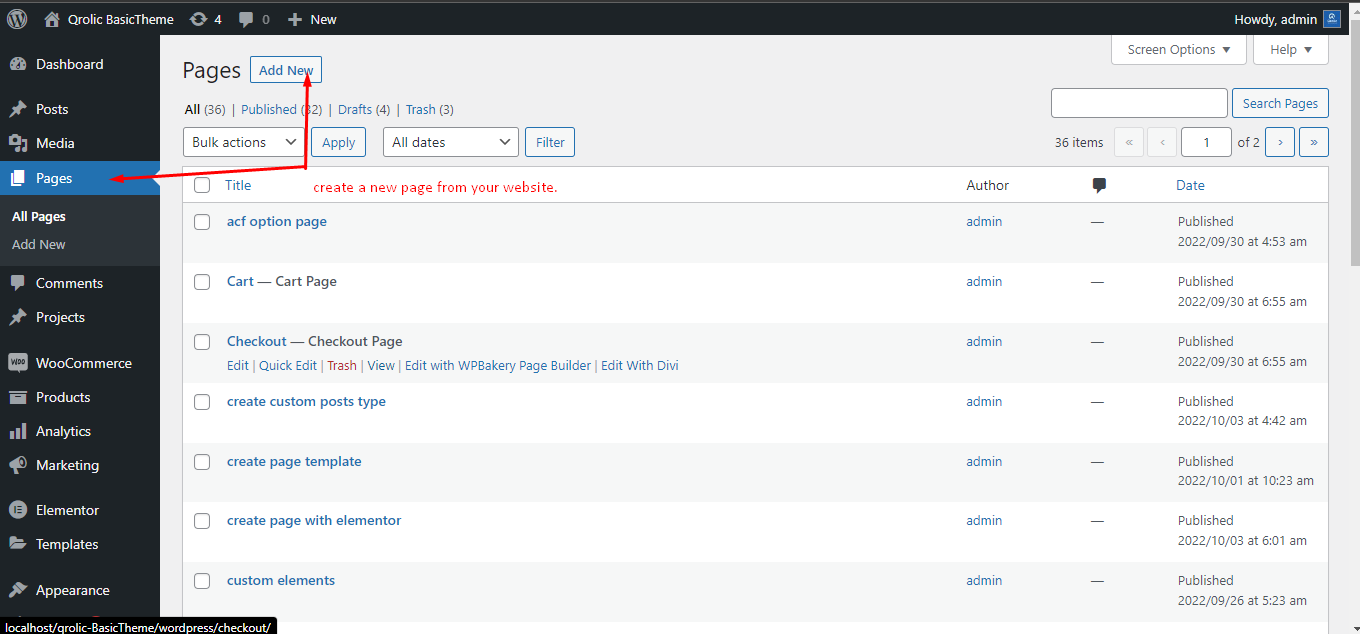 Qrolic BasicTheme 4 0 New Howdy, admin
Dashboard
Posts
Media
Pages
All Pages
Add New
Comments
Projects
WooCommerce
Products
Analytics
Marketing
Elementor
Templates
Appearance
localhost/qrolic-BasicTheme/wordpress/checkout/
Screen Options ▼ Help ▼
Pages Add New
All (36) | Published (32) | Drafts (4) | Trash (3)
Search Pages
Bulk actions Apply All dates Filter 36 items « ‹ 1 of 2 › »
create a new page from your website.
Title Author Date
acf option page admin — Published
2022/09/30 at 4:53 am
Cart — Cart Page admin — Published
2022/09/30 at 6:55 am
Checkout — Checkout Page admin — Published
2022/09/30 at 6:55 am
Edit | Quick Edit | Trash | View | Edit with WPBakery Page Builder | Edit With Divi
create custom posts type admin — Published
2022/10/03 at 4:42 am
create page template admin — Published
2022/10/01 at 10:23 am
create page with elementor admin — Published
2022/10/03 at 6:01 am
custom elements admin — Published
2022/09/26 at 5:23 am